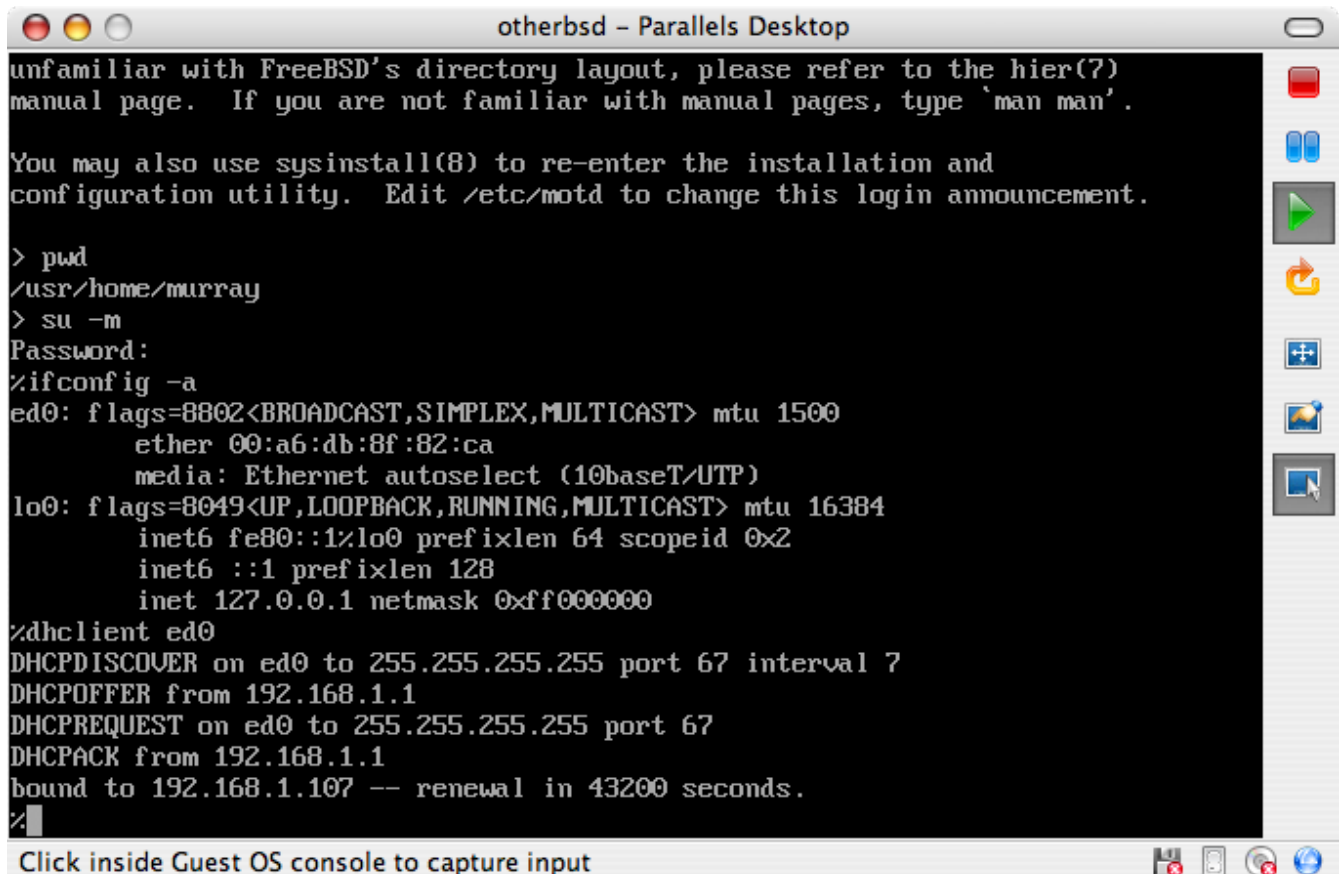 otherbsd – Parallels Desktop
unfamiliar with FreeBSD's directory layout, please refer to the hier(7)
manual page.  If you are not familiar with manual pages, type `man man'.
You may also use sysinstall(8) to re-enter the installation and
configuration utility.  Edit /etc/motd to change this login announcement.
> pwd
/usr/home/murray
> su -m
Password:
%ifconfig -a
ed0: flags=8802<BROADCAST,SIMPLEX,MULTICAST> mtu 1500
        ether 00:a6:db:8f:82:ca
        media: Ethernet autoselect (10baseT/UTP)
lo0: flags=8049<UP,LOOPBACK,RUNNING,MULTICAST> mtu 16384
        inet6 fe80::1%lo0 prefixlen 64 scopeid 0x2
        inet6 ::1 prefixlen 128
        inet 127.0.0.1 netmask 0xff000000
%dhclient ed0
DHCPDISCOVER on ed0 to 255.255.255.255 port 67 interval 7
DHCPOFFER from 192.168.1.1
DHCPREQUEST on ed0 to 255.255.255.255 port 67
DHCPACK from 192.168.1.1
bound to 192.168.1.107 -- renewal in 43200 seconds.
%
Click inside Guest OS console to capture input